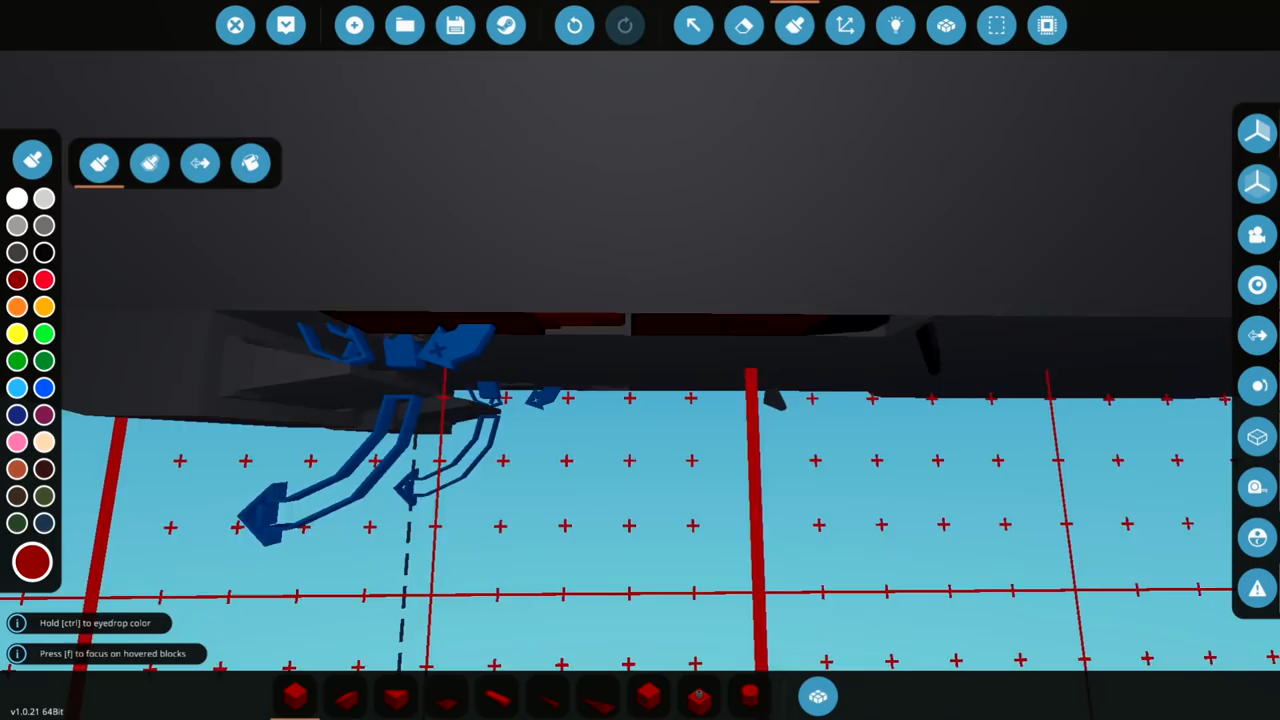 Hold [ctrl] to eyedrop color
Press [f] to focus on hovered blocks
v1.0.21 64Bit